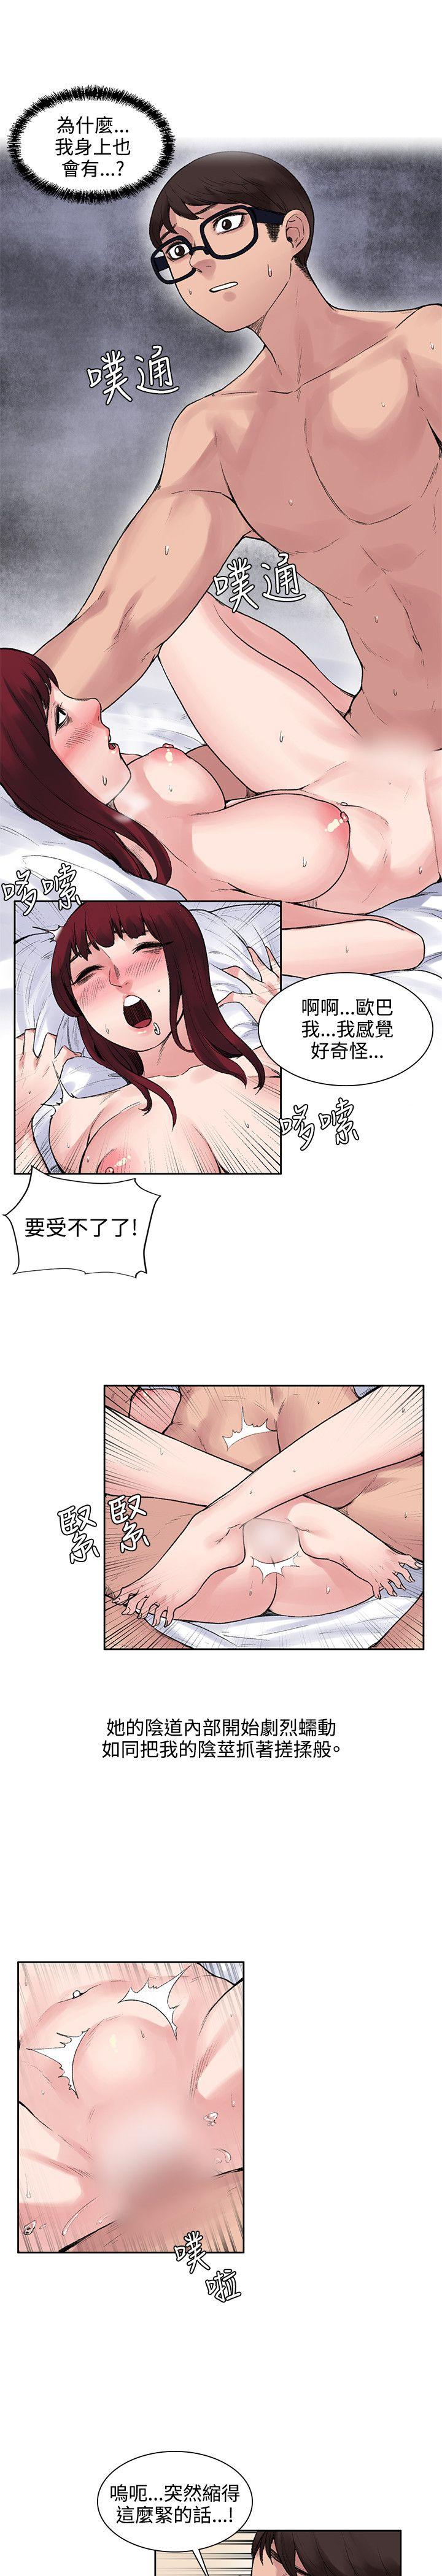 為什麼...
我身上也
會有...?
噗通
噗通
哆嗦
啊啊...歐巴
我...我感覺
好奇怪...
哆嗦
要受不了了!
緊緊
她的陰道內部開始劇烈蠕動
如同把我的陰莖抓著搓揉般。
噗
啦
嗚呃...突然縮得
這麼緊的話...!